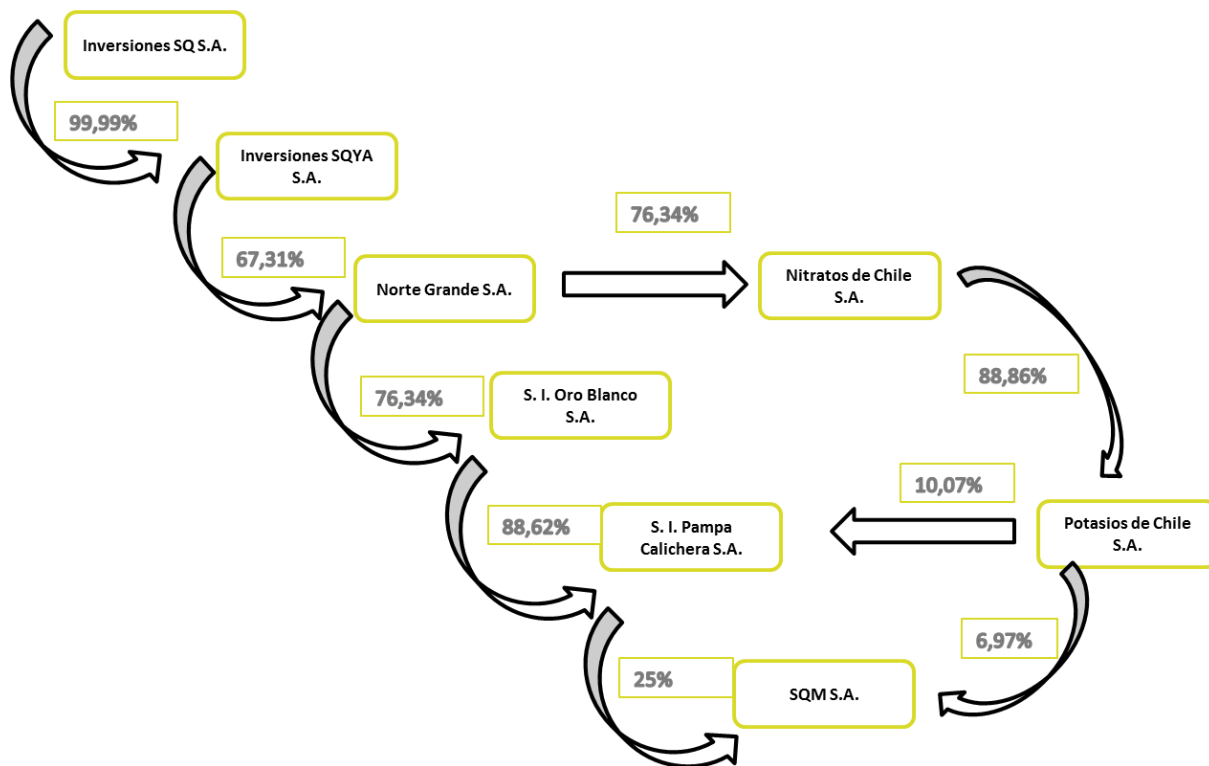 Inversiones SQ S.A.
99,99%
Inversiones SQYA
S.A.
76,34%
67,31%
Norte Grande S.A.
Nitratos de Chile
S.A.
76,34%
S. I. Oro Blanco
S.A.
88,86%
10,07%
88,62%
S. I. Pampa
Calichera S.A.
Potasios de Chile
S.A.
6,97%
25%
SQM S.A.